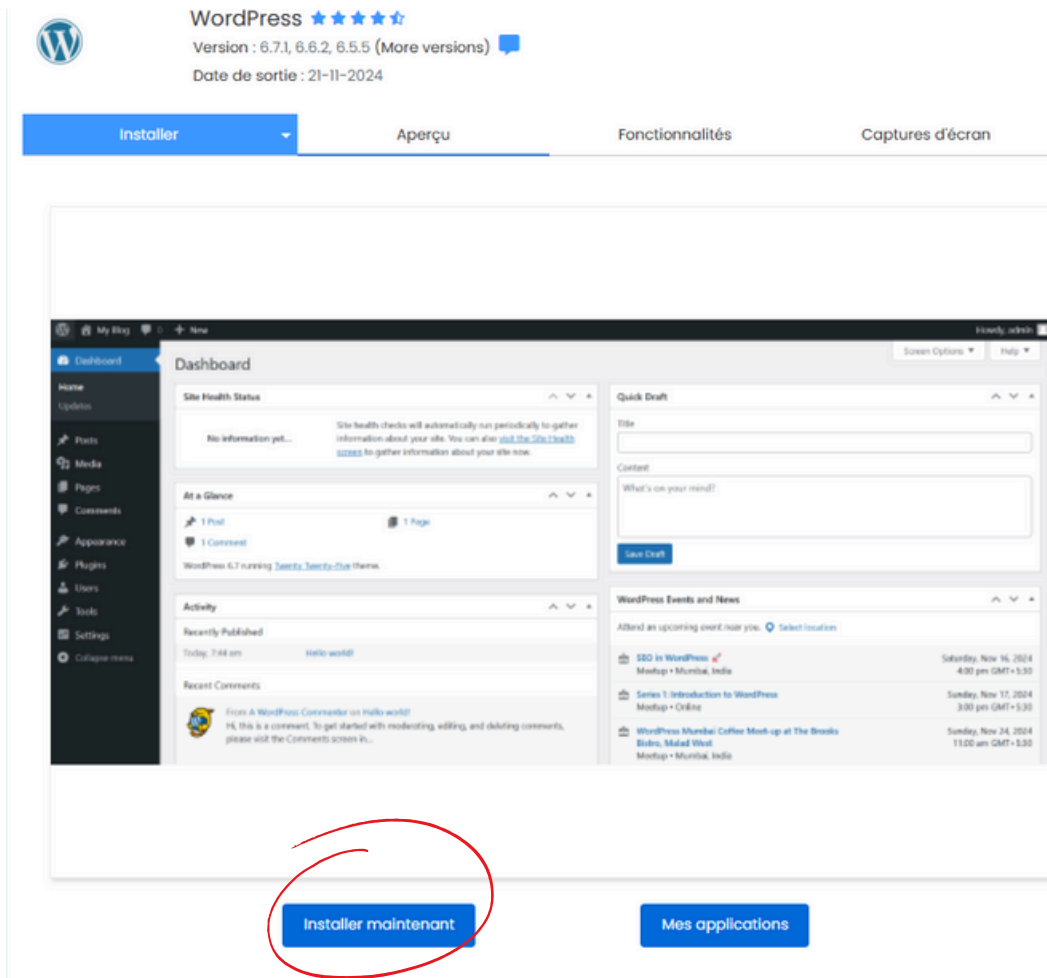 WordPress
Version : 6.7.1, 6.6.2, 6.5.5 (More versions)
Date de sortie : 21-11-2024
Installer
Aperçu
Fonctionnalités
Captures d'écran
My Blog 0 New
Howdy, admin
Screen Options Help
Dashboard
Home
Updates
Posts
Media
Pages
Comments
Appearance
Plugins
Users
Tools
Settings
Collapse menu
Dashboard
Site Health Status
No information yet...
Site health checks will automatically run periodically to gather
information about your site. You can also visit the Site Health
screen to gather information about your site now.
At a Glance
1 Post
1 Page
1 Comment
WordPress 6.7 running Twenty Twenty-Five theme.
Activity
Recently Published
Today, 7:44 am Hello world!
Recent Comments
From A WordPress Commenter on Hello world!
Hi, this is a comment. To get started with moderating, editing, and deleting comments,
please visit the Comments screen in...
Quick Draft
Title
Content
What's on your mind?
Save Draft
WordPress Events and News
Attend an upcoming event near you. Select location
SEO in WordPress
Meetup • Mumbai, India
Saturday, Nov 16, 2024
4:00 pm GMT+5:30
Series 1: Introduction to WordPress
Meetup • Online
Sunday, Nov 17, 2024
3:00 pm GMT+5:30
WordPress Mumbai Coffee Meet-up at The Brooks
Bistro, Malad West
Meetup • Mumbai, India
Sunday, Nov 24, 2024
11:00 am GMT+5:30
Installer maintenant
Mes applications